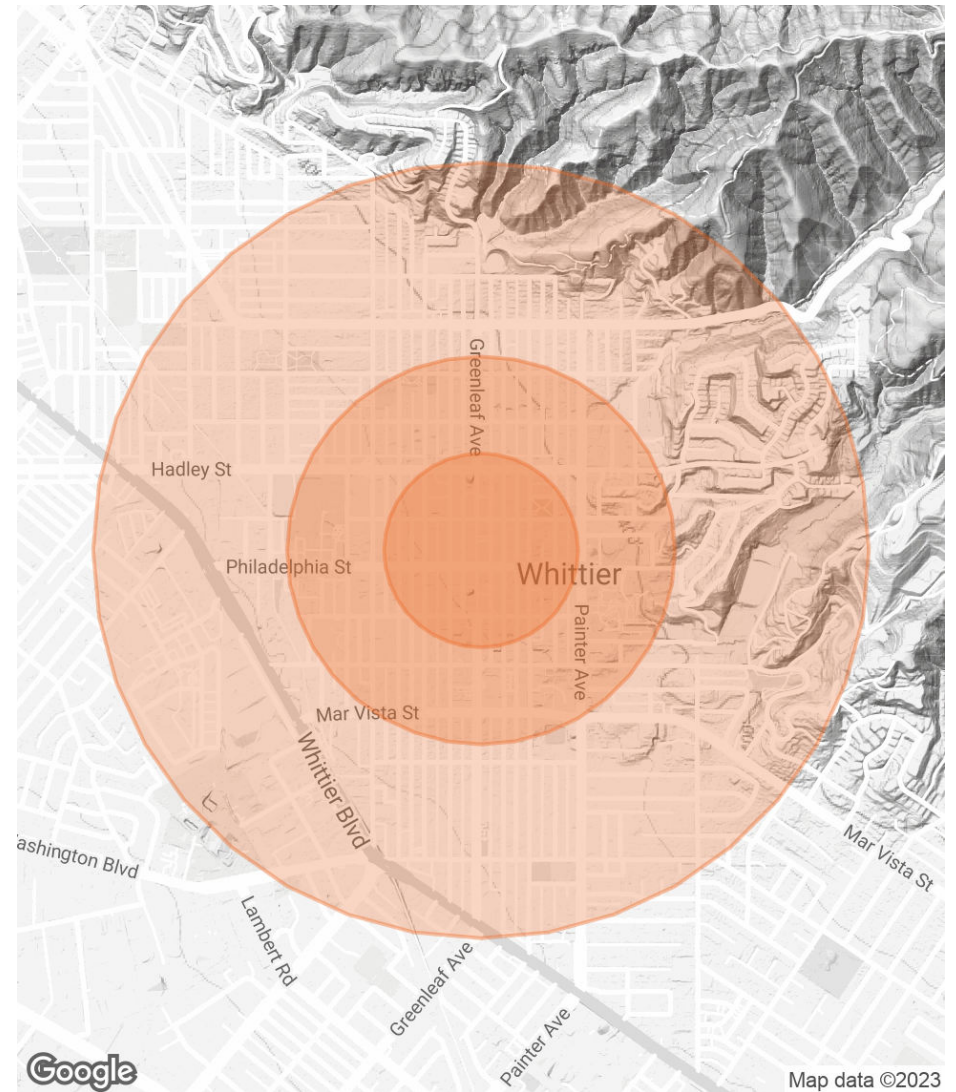 Greenleaf Ave
Hadley St
Philadelphia St
Whittier
Painter Ave
Mar Vista St
Whittier Blvd
ashington Blvd
Mar Vista St
Lambert Rd
Greenleaf Ave
Painter Ave
Google
Map data ©2023